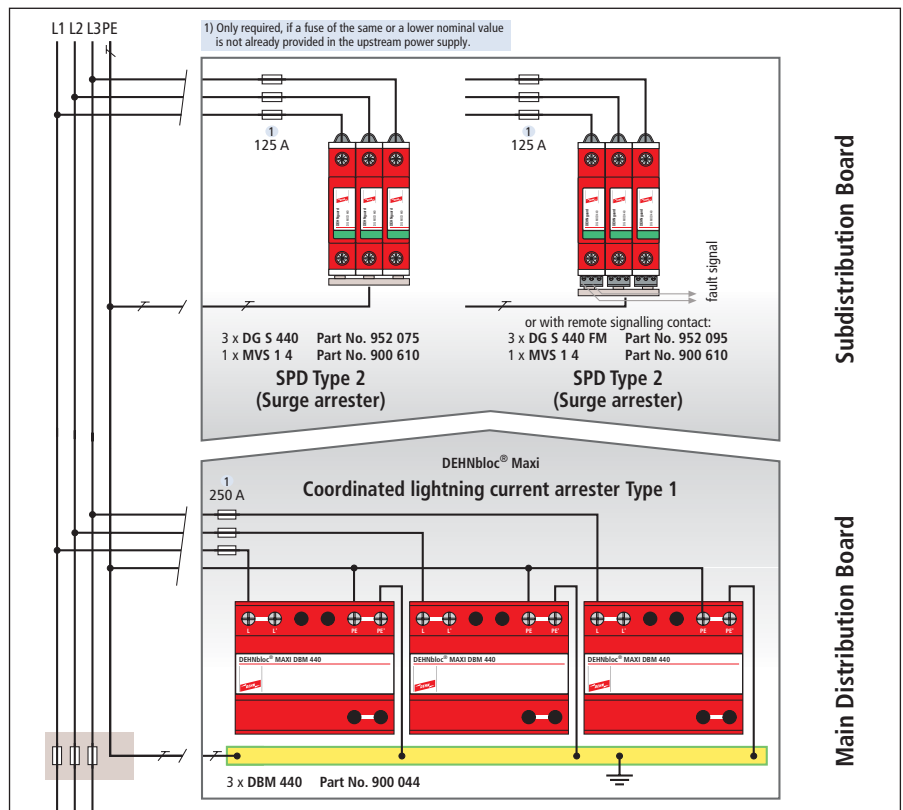 L1 L2 L3 PE
1) Only required, if a fuse of the same or a lower nominal value
is not already provided in the upstream power supply.
1
125 A
1
125 A
fault signal
or with remote signalling contact:
3 x DG S 440 Part No. 952 075
1 x MVS 1 4 Part No. 900 610
SPD Type 2
(Surge arrester)
3 x DG S 440 FM Part No. 952 095
1 x MVS 1 4 Part No. 900 610
SPD Type 2
(Surge arrester)
Subdistribution Board
DEHNbloc® Maxi
Coordinated lightning current arrester Type 1
1
250 A
L L' PE PE'
L L' PE PE'
L L' PE PE'
DEHNbloc® MAXI DBM 440
DEHNbloc® MAXI DBM 440
DEHNbloc® MAXI DBM 440
3 x DBM 440 Part No. 900 044
Main Distribution Board